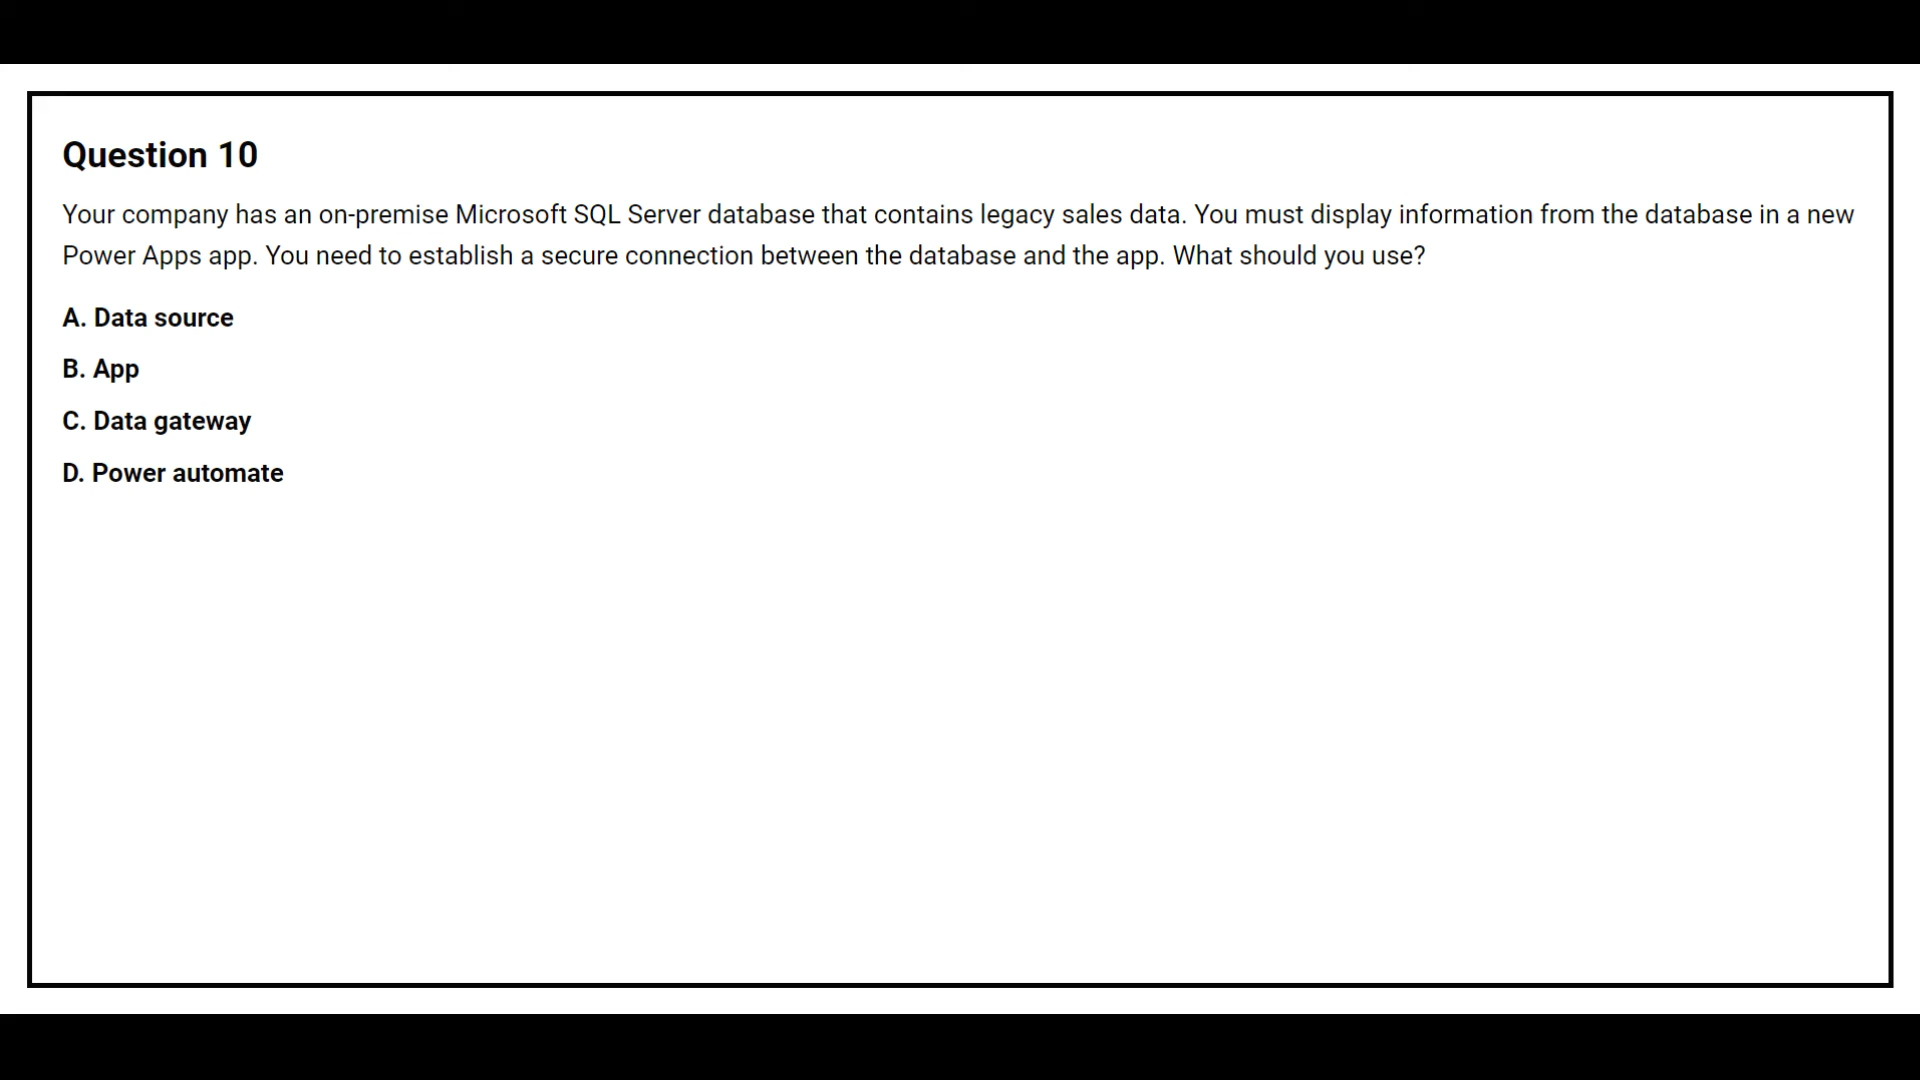 Question 10
Your company has an on-premise Microsoft SQL Server database that contains legacy sales data. You must display information from the database in a new
Power Apps app. You need to establish a secure connection between the database and the app. What should you use?
A. Data source
B. App
C. Data gateway
D. Power automate